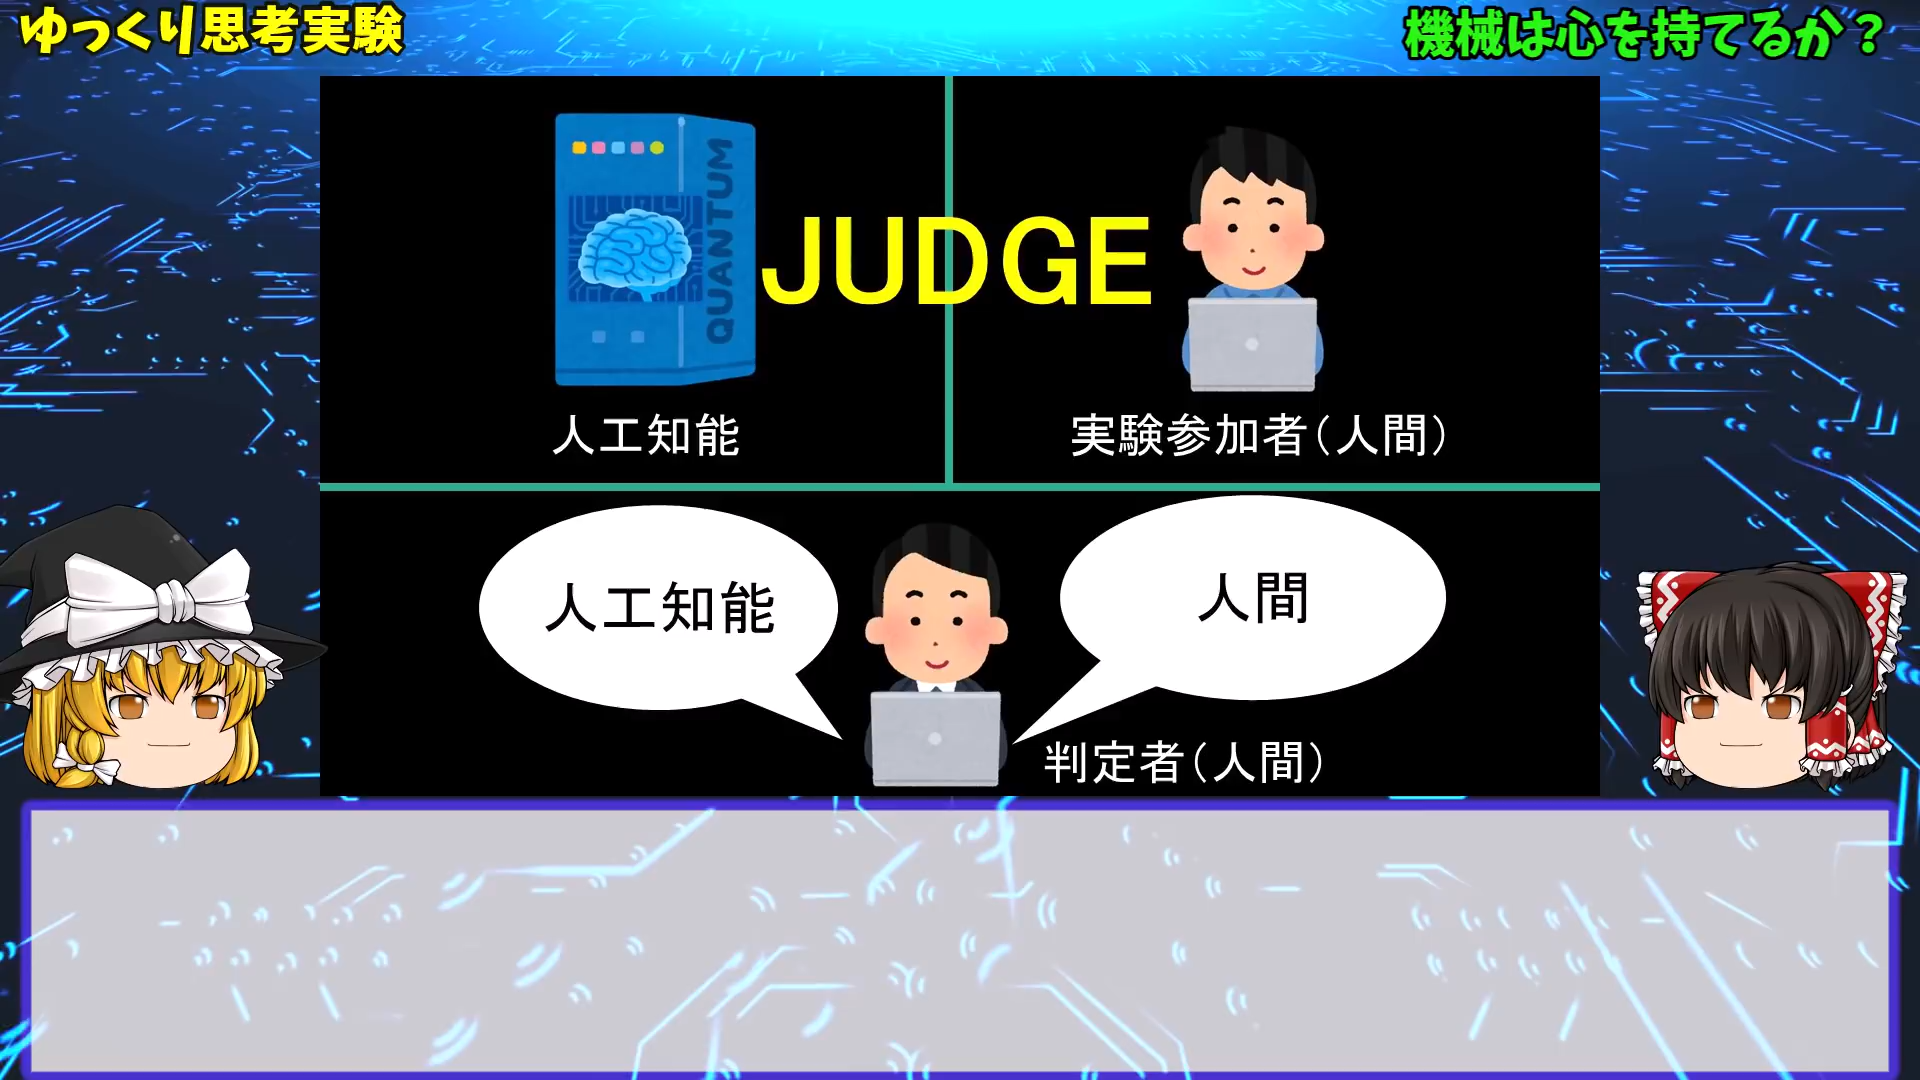 ゆっくり思考実験
機械は心を持てるか？
QUANTUM
JUDGE
人工知能
実験参加者（人間）
人工知能
人間
判定者（人間）